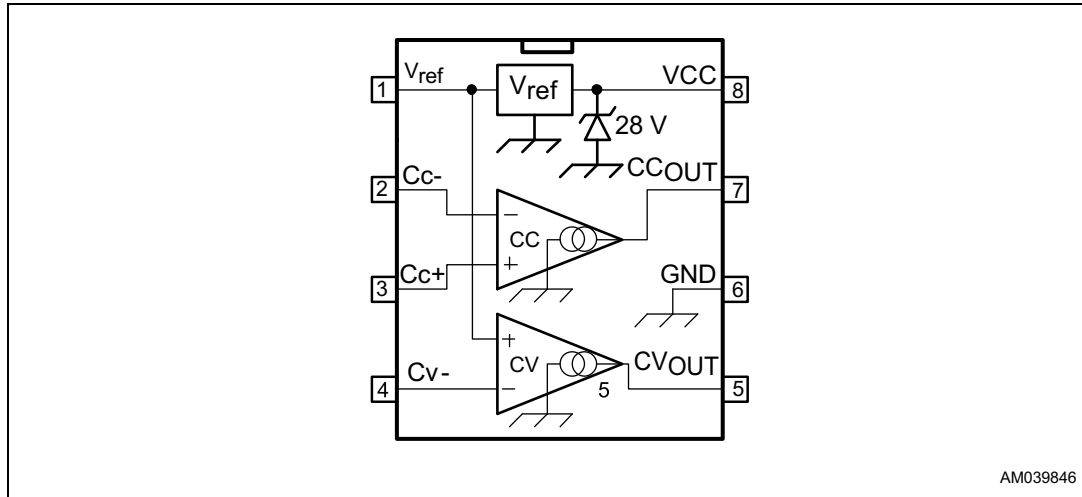 1
Vref
Vref
VCC
8
28 V
2
Cc-
CCOUT
7
−
CC
+
3
Cc+
GND
6
+
CV
−
5
4
Cv-
CVOUT
5
AM039846